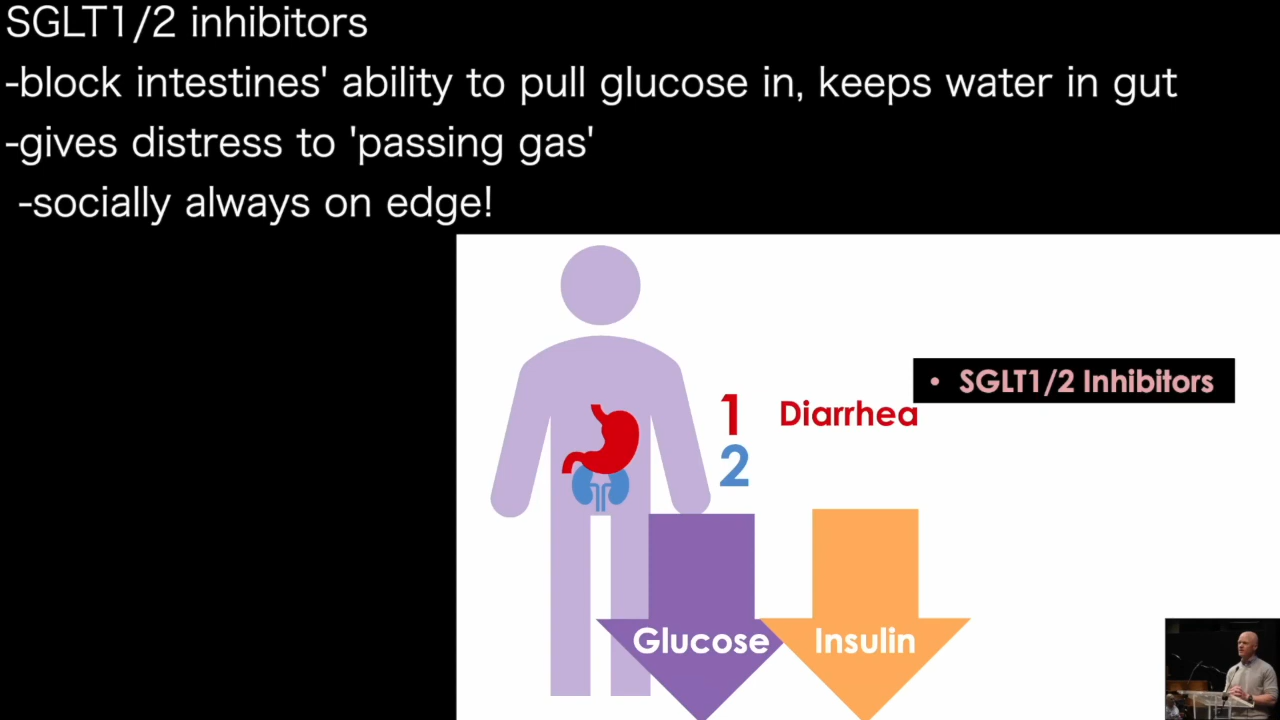 SGLT1/2 inhibitors
-block intestines' ability to pull glucose in, keeps water in gut
-gives distress to 'passing gas'
-socially always on edge!
• SGLT1/2 Inhibitors
1 Diarrhea
2
Glucose Insulin